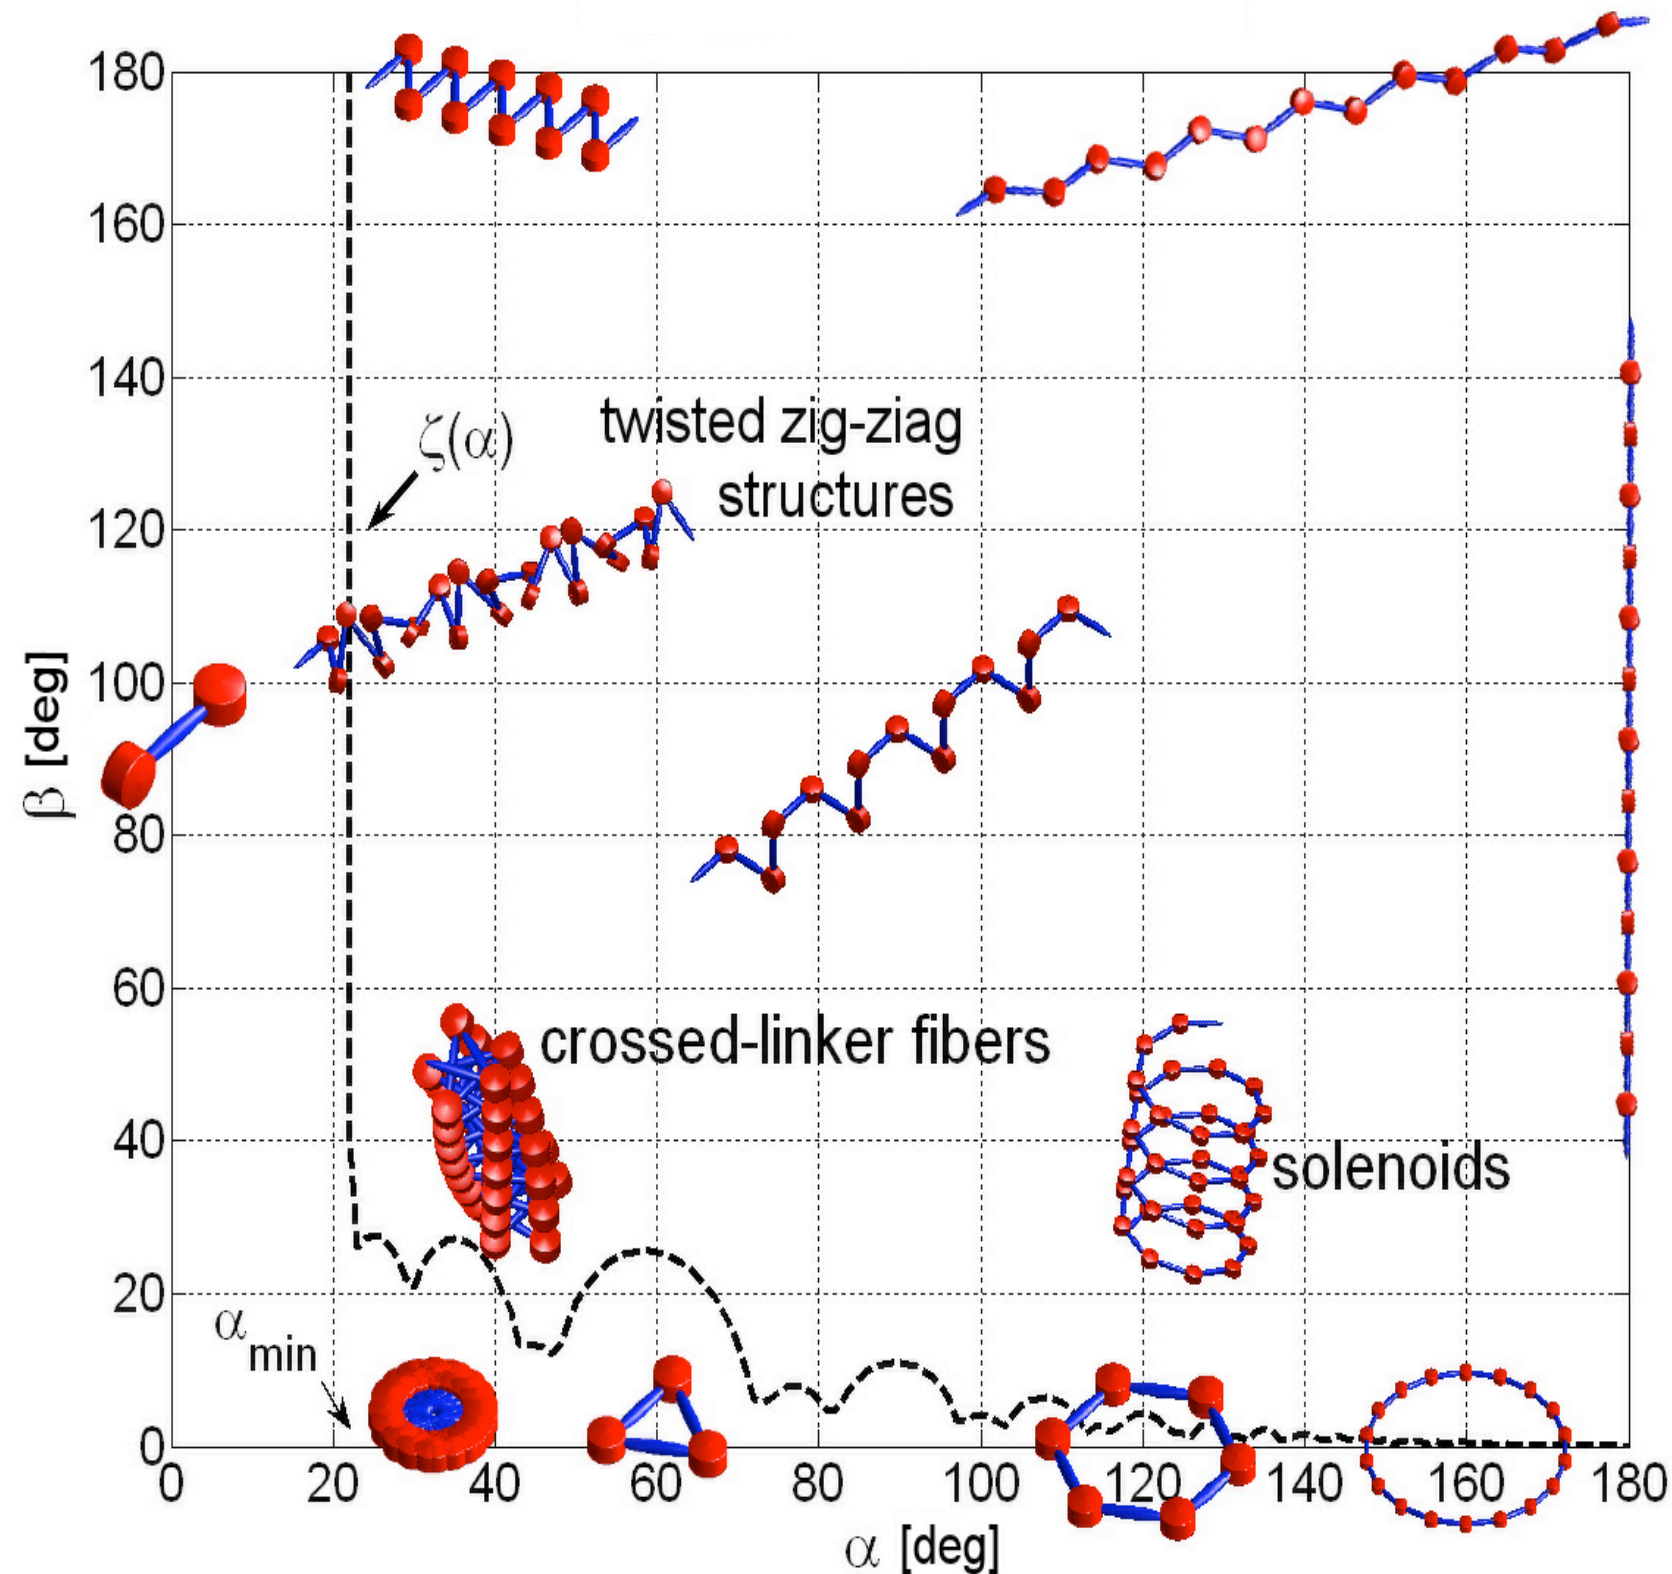 180
160
140
120
100
80
60
40
20
0
β [deg]
ζ(α)
twisted zig-ziag
structures
crossed-linker fibers
solenoids
α min
0 20 40 60 80 100 120 140 160 180
α [deg]